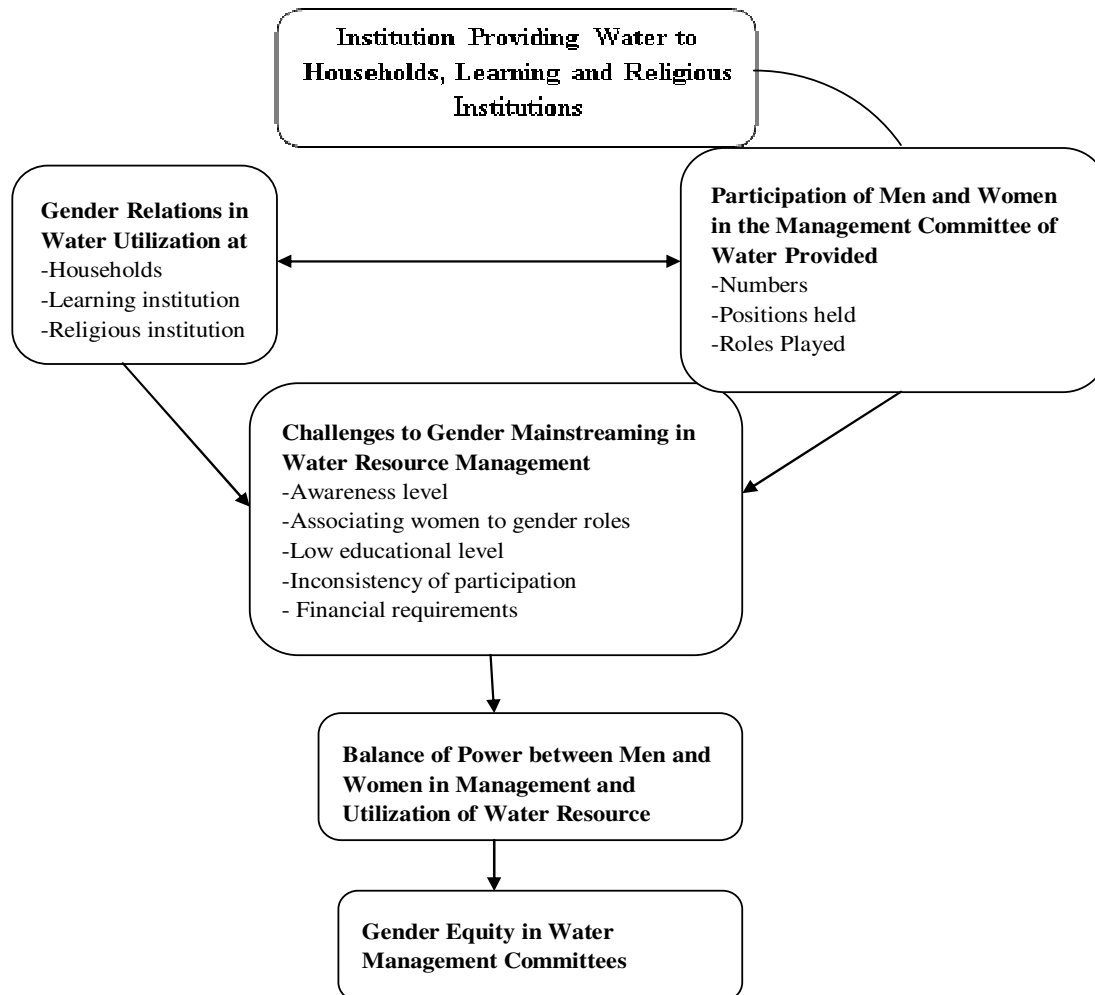 Institution Providing Water to
Households, Learning and Religious
Institutions
Gender Relations in
Water Utilization at
-Households
-Learning institution
-Religious institution
Participation of Men and Women
in the Management Committee of
Water Provided
-Numbers
-Positions held
-Roles Played
Challenges to Gender Mainstreaming in
Water Resource Management
-Awareness level
-Associating women to gender roles
-Low educational level
-Inconsistency of participation
- Financial requirements
Balance of Power between Men and
Women in Management and
Utilization of Water Resource
Gender Equity in Water
Management Committees